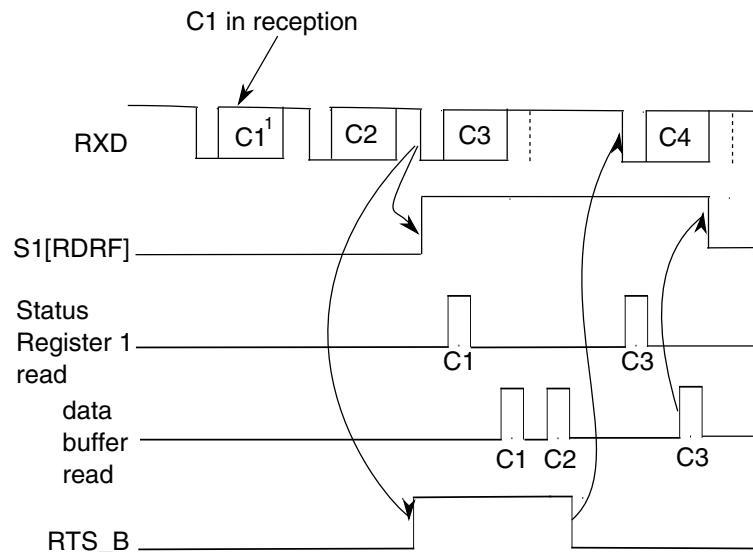 C1 in reception
RXD
C1¹
C2
C3
C4
S1[RDRF]
Status
Register 1
read
C1
C3
data
buffer
read
C1
C2
C3
RTS_B